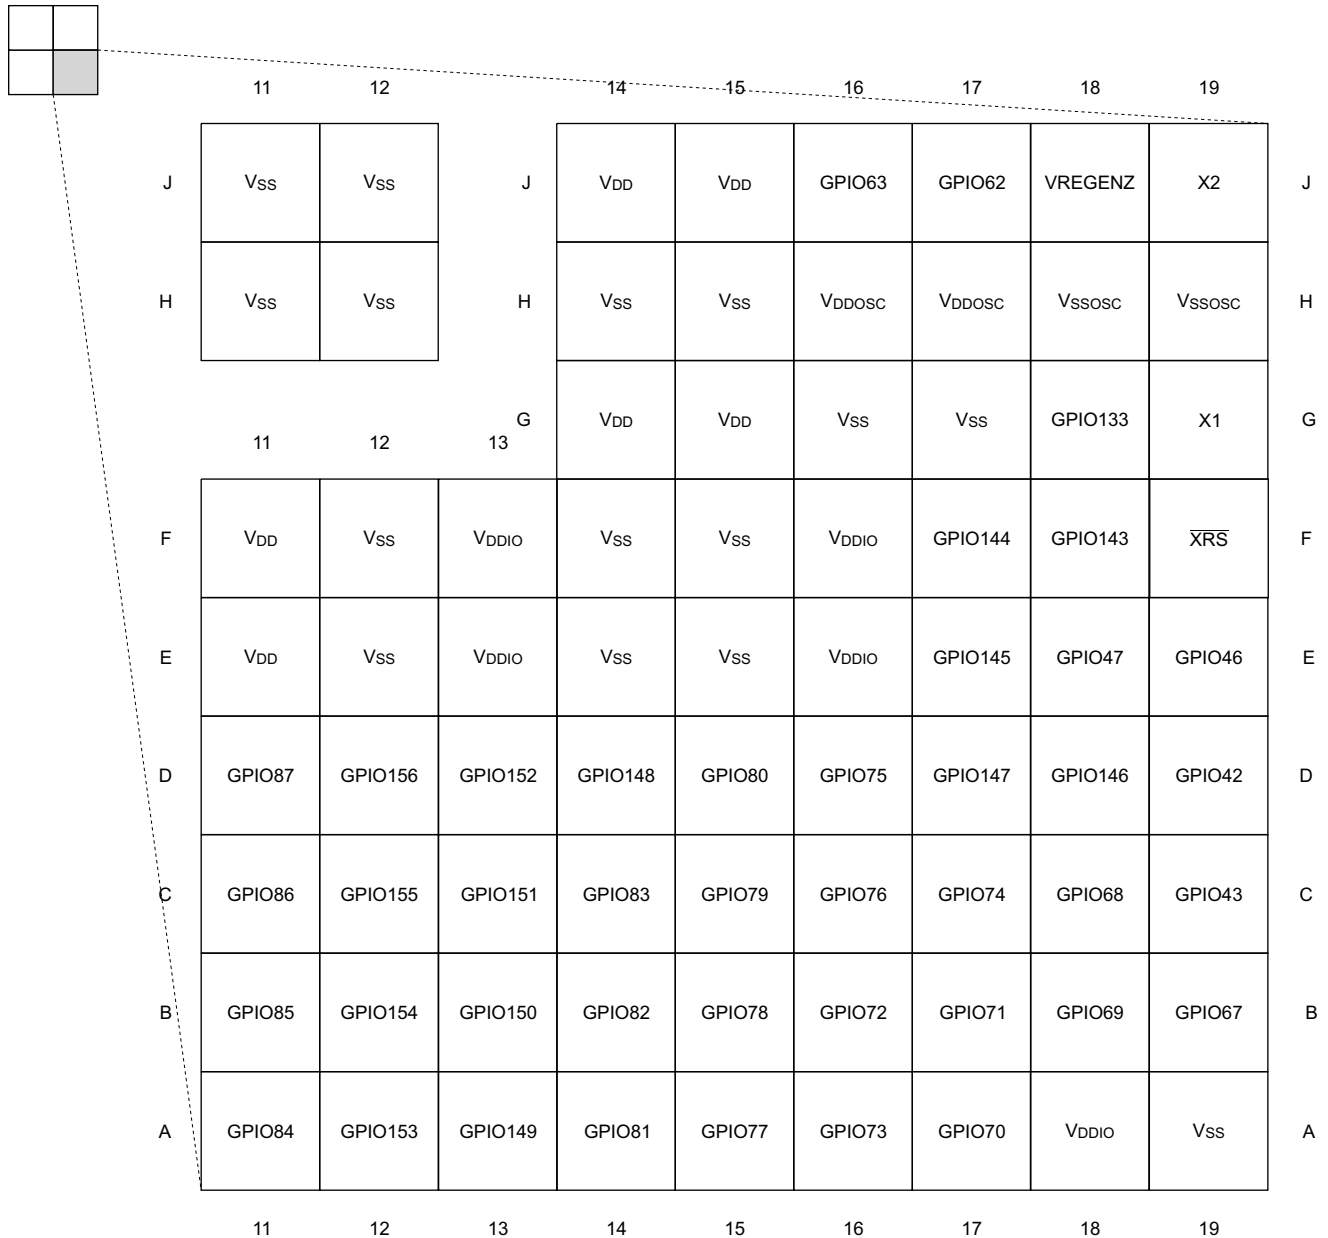 11 12 14 15 16 17 18 19
J VSS VSS J VDD VDD GPIO63 GPIO62 VREGENZ X2 J
H VSS VSS H VSS VSS VDDOSC VDDOSC VSSOSC VSSOSC H
G VDD VDD VSS VSS GPIO133 X1 G
11 12 13
F VDD VSS VDDIO VSS VSS VDDIO GPIO144 GPIO143 X̅R̅S̅ F
E VDD VSS VDDIO VSS VSS VDDIO GPIO145 GPIO47 GPIO46 E
D GPIO87 GPIO156 GPIO152 GPIO148 GPIO80 GPIO75 GPIO147 GPIO146 GPIO42 D
C GPIO86 GPIO155 GPIO151 GPIO83 GPIO79 GPIO76 GPIO74 GPIO68 GPIO43 C
B GPIO85 GPIO154 GPIO150 GPIO82 GPIO78 GPIO72 GPIO71 GPIO69 GPIO67 B
A GPIO84 GPIO153 GPIO149 GPIO81 GPIO77 GPIO73 GPIO70 VDDIO VSS A
11 12 13 14 15 16 17 18 19